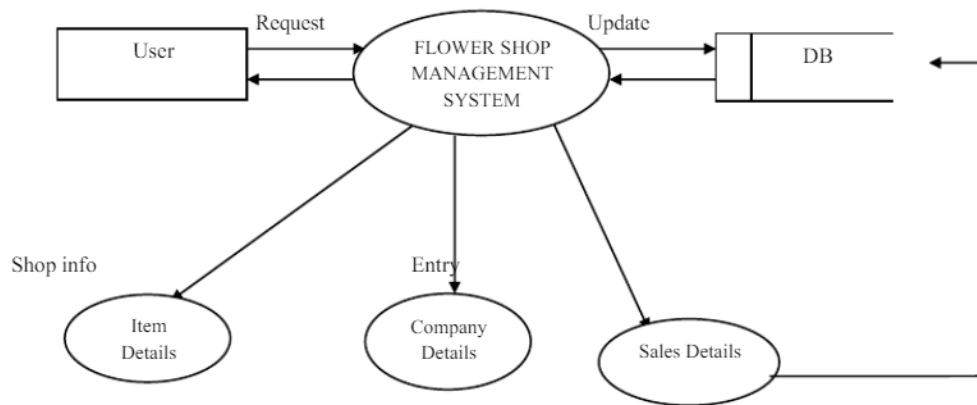 Request
Update
User
FLOWER SHOP
MANAGEMENT
SYSTEM
DB
Shop info
Entry
Item
Details
Company
Details
Sales Details